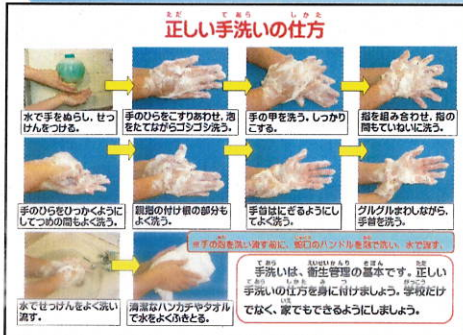 正しい手洗いの仕方
ただ て あら し かた
水で手をぬらし、せっ
けんをつける。
手のひらをこすりあわせ、泡
をたてながらゴシゴシ洗う。
手の甲を洗う。しっかり
こする。
指を組み合わせ、指の
間もていねいに洗う。
手のひらをひっかくように
してつめの間もよく洗う。
親指の付け根の部分も
よく洗う。
手首はにぎるようにし
てよく洗う。
グルグルまわしながら、
手首を洗う。
水で手の泡を洗い流す前に、蛇口のハンドルを泡で洗い、水で流す。
水でせっけんをよく洗い
流す。
清潔なハンカチやタオル
で水をよくふきとる。
手洗いは、衛生管理の基本です。正しい
手洗いの仕方を身に付けましょう。学校だけ
でなく、家でもできるようにしましょう。